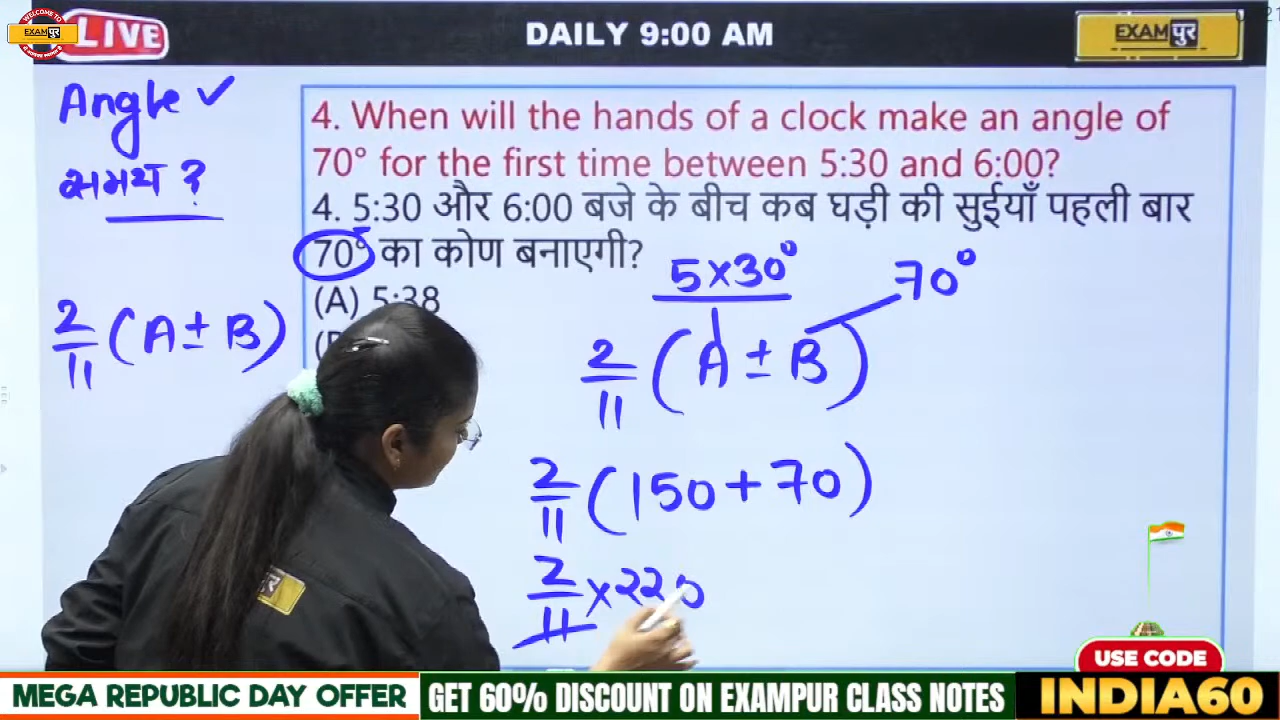 WELCOME TO
EXAMपुर
LIVE
DAILY 9:00 AM
EXAMपुर
Angle ✓
समय ?
4. When will the hands of a clock make an angle of
70° for the first time between 5:30 and 6:00?
4. 5:30 और 6:00 बजे के बीच कब घड़ी की सुईयाँ पहली बार
70° का कोण बनाएगी?
(A) 5:38
5×30°
70°
2/11 (A ± B)
2/11 (A ± B)
2/11 (150 + 70)
2/11 × 220
USE CODE
MEGA REPUBLIC DAY OFFER
GET 60% DISCOUNT ON EXAMPUR CLASS NOTES
INDIA60